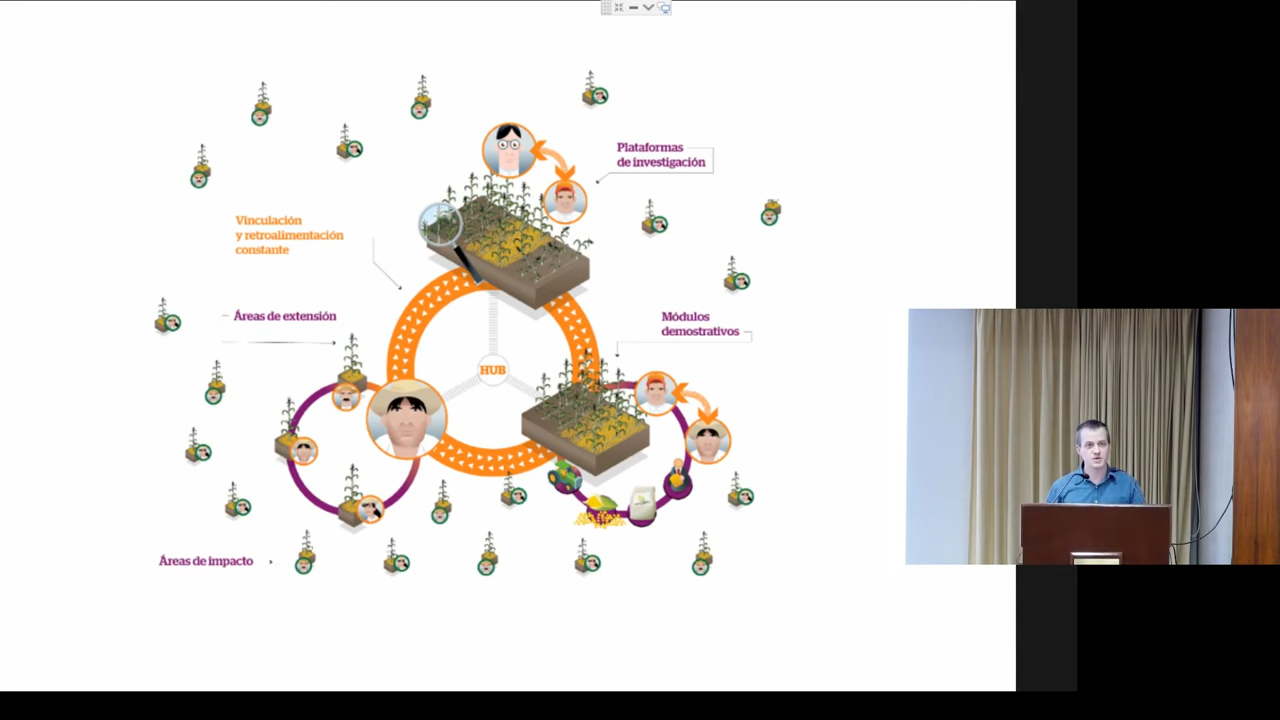 Plataformas
de investigación
Vinculación
y retroalimentación
constante
Áreas de extensión
Módulos
demostrativos
HUB
Áreas de impacto